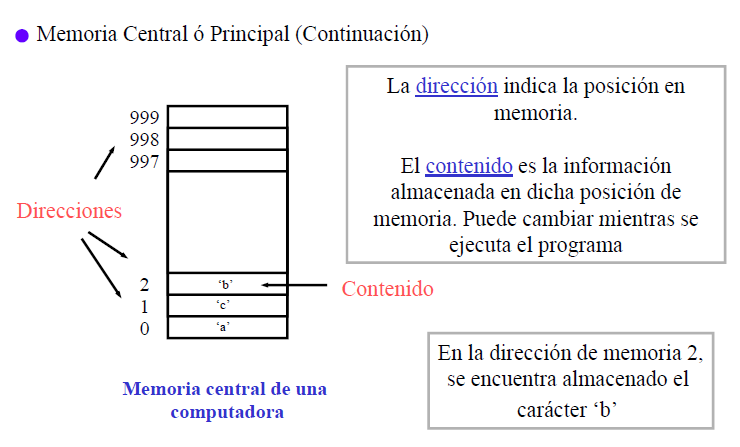 Memoria Central ó Principal (Continuación)
La dirección indica la posición en
memoria.
El contenido es la información
almacenada en dicha posición de
memoria. Puede cambiar mientras se
ejecuta el programa
999
998
997
Direcciones
2 ‘b’
1 ‘c’
0 ‘a’
Contenido
Memoria central de una
computadora
En la dirección de memoria 2,
se encuentra almacenado el
carácter ‘b’